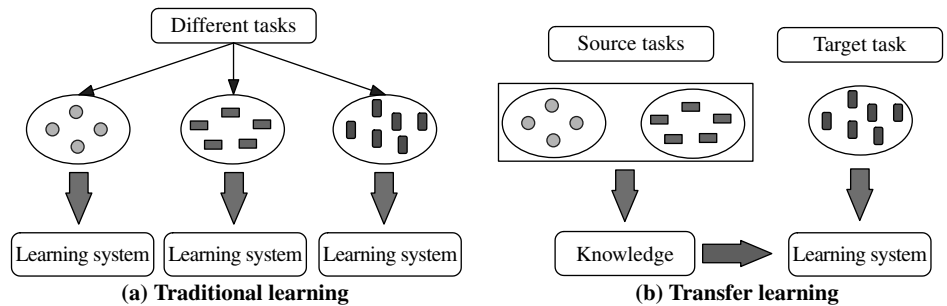 Different tasks
Learning system
Learning system
Learning system
(a) Traditional learning
Source tasks
Target task
Knowledge
Learning system
(b) Transfer learning